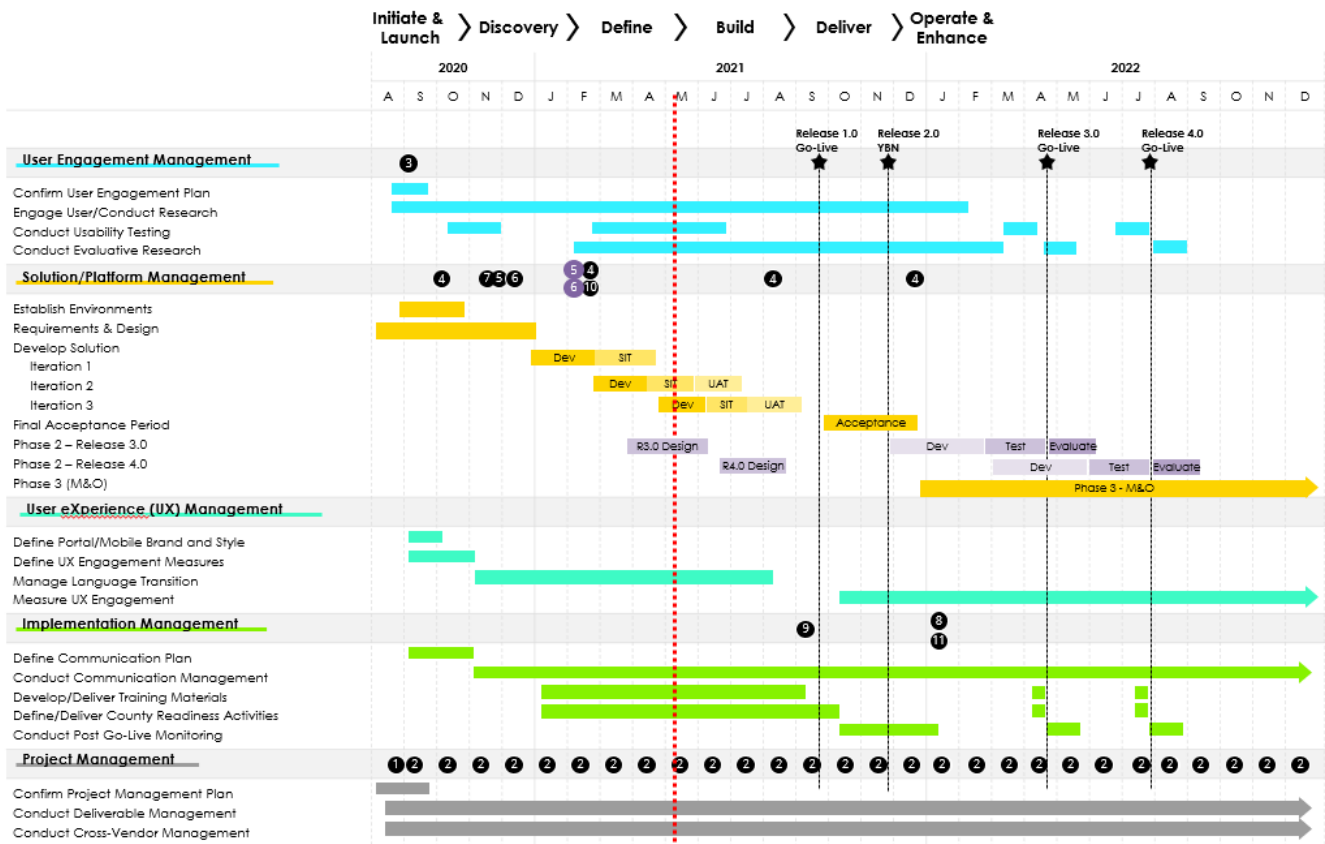 Initiate & Launch Discovery Define Build Deliver Operate & Enhance
2020 2021 2022
A S O N D J F M A M J J A S O N D J F M A M J J A S O N D
Release 1.0 Go-Live Release 2.0 YBN Release 3.0 Go-Live Release 4.0 Go-Live
User Engagement Management 3
Confirm User Engagement Plan
Engage User/Conduct Research
Conduct Usability Testing
Conduct Evaluative Research
Solution/Platform Management 4 7 5 6 5 4 6 10 4 4
Establish Environments
Requirements & Design
Develop Solution
Iteration 1 Dev SIT
Iteration 2 Dev SIT UAT
Iteration 3 Dev SIT UAT
Final Acceptance Period Acceptance
Phase 2 – Release 3.0 R3.0 Design Dev Test Evaluate
Phase 2 – Release 4.0 R4.0 Design Dev Test Evaluate
Phase 3 (M&O) Phase 3 - M&O
User eXperience (UX) Management
Define Portal/Mobile Brand and Style
Define UX Engagement Measures
Manage Language Transition
Measure UX Engagement
Implementation Management 9 8 11
Define Communication Plan
Conduct Communication Management
Develop/Deliver Training Materials
Define/Deliver County Readiness Activities
Conduct Post Go-Live Monitoring
Project Management 1 2 2 2 2 2 2 2 2 2 2 2 2 2 2 2 2 2 2 2 2 2 2 2 2 2 2 2 2
Confirm Project Management Plan
Conduct Deliverable Management
Conduct Cross-Vendor Management